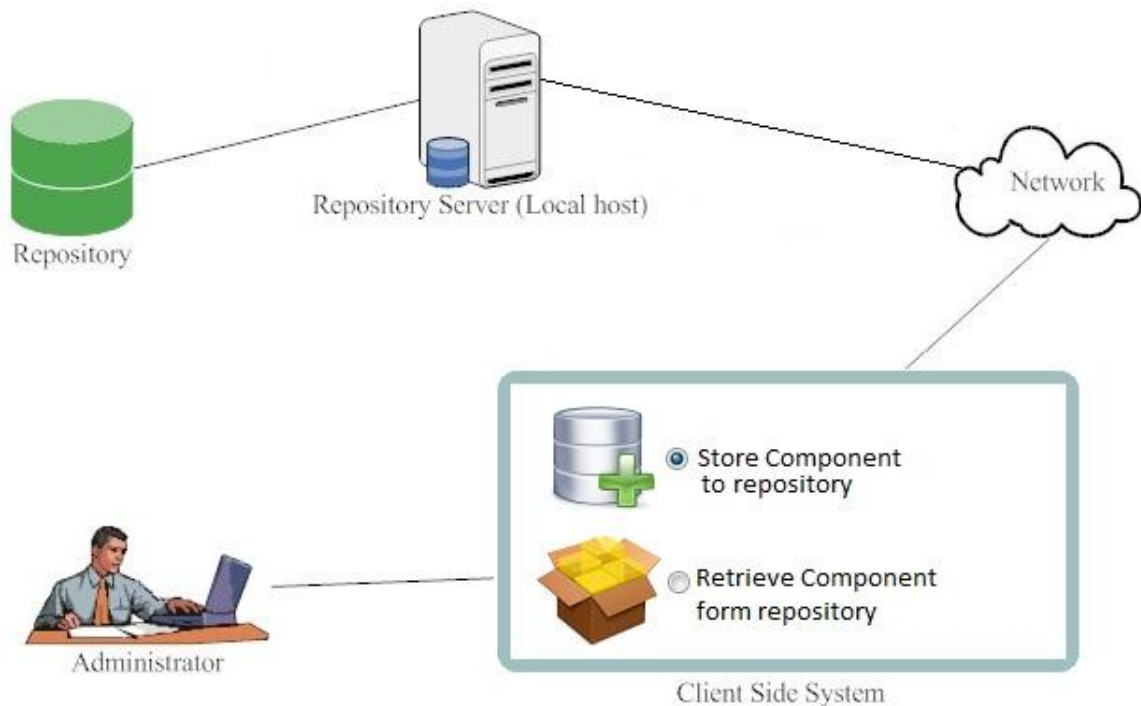 Repository Server (Local host)
Network
Repository
Store Component
to repository
Retrieve Component
form repository
Administrator
Client Side System